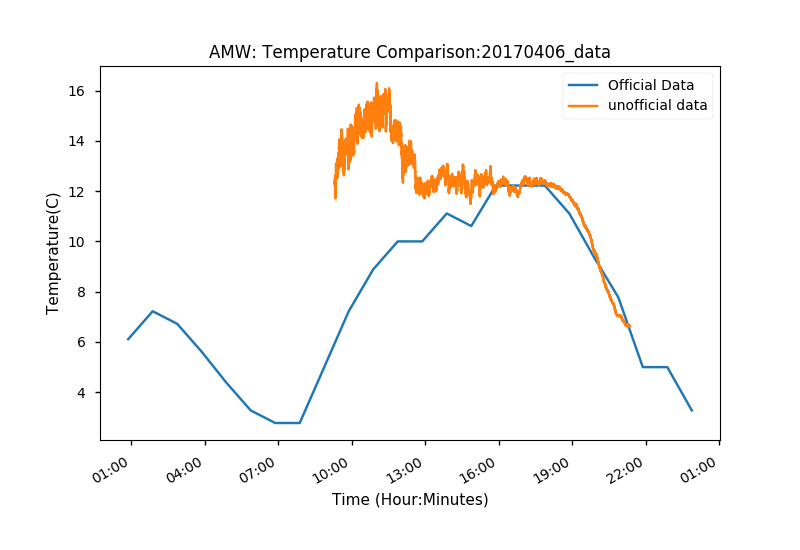 AMW: Temperature Comparison:20170406_data
Official Data
unofficial data
Temperature(C)
16
14
12
10
8
6
4
01:00 04:00 07:00 10:00 13:00 16:00 19:00 22:00 01:00
Time (Hour:Minutes)